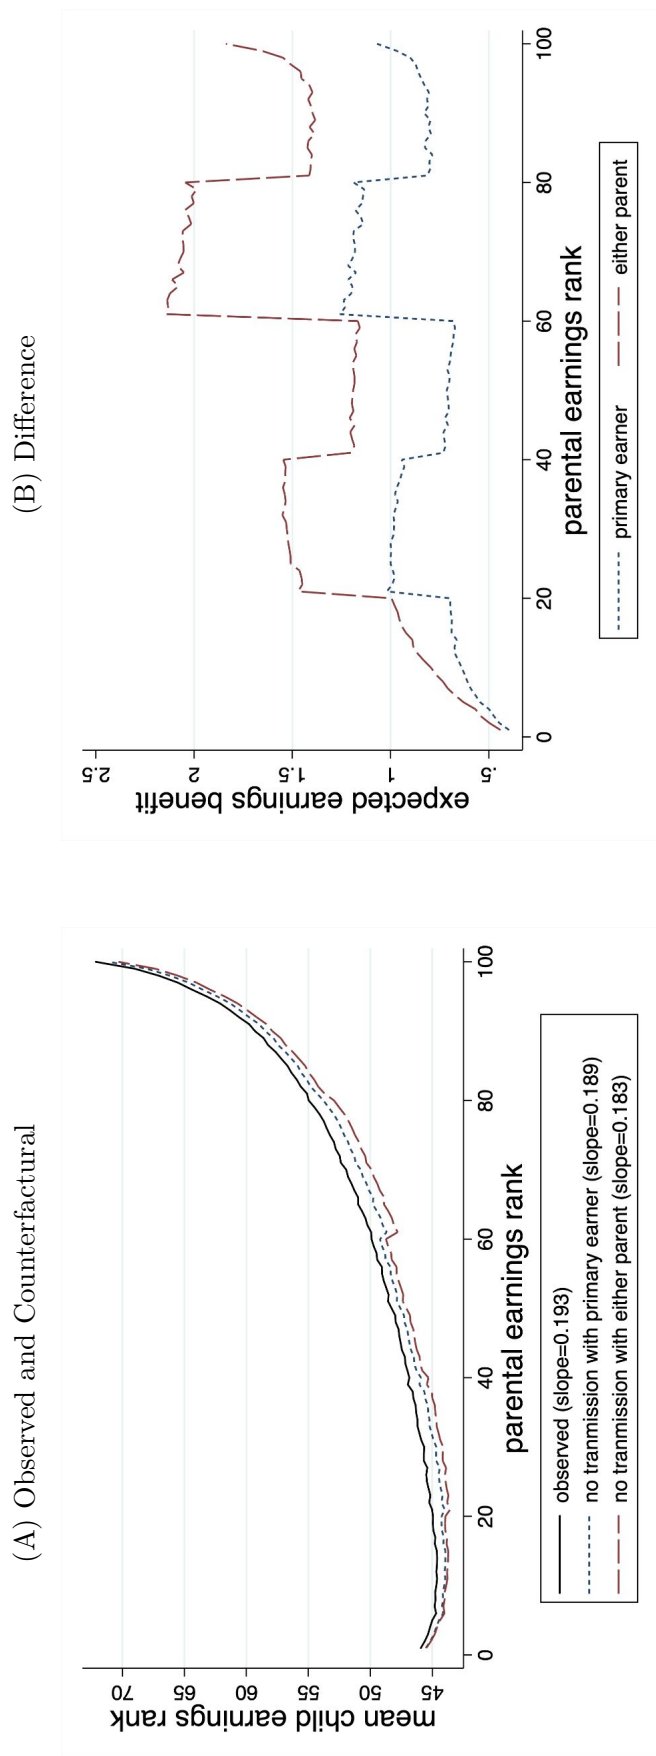 (A) Observed and Counterfactural
mean child earnings rank
45 50 55 60 65 70
0 20 40 60 80 100
parental earnings rank
observed (slope=0.193)
no tranmission with primary earner (slope=0.189)
no tranmission with either parent (slope=0.183)
(B) Difference
expected earnings benefit
.5 1 1.5 2 2.5
0 20 40 60 80 100
parental earnings rank
primary earner either parent